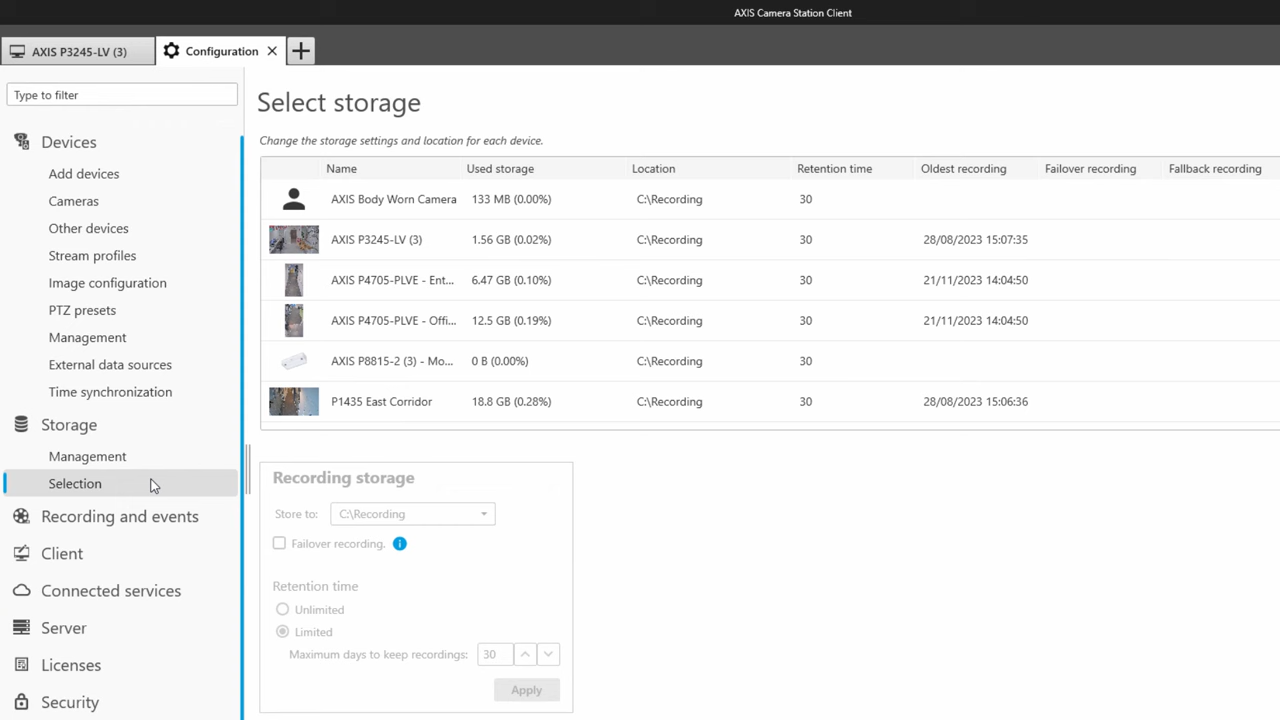 AXIS Camera Station Client
AXIS P3245-LV (3)
Configuration
Type to filter
Devices
Add devices
Cameras
Other devices
Stream profiles
Image configuration
PTZ presets
Management
External data sources
Time synchronization
Storage
Management
Selection
Recording and events
Client
Connected services
Server
Licenses
Security
Select storage
Change the storage settings and location for each device.
Name Used storage Location Retention time Oldest recording Failover recording Fallback recording
AXIS Body Worn Camera 133 MB (0.00%) C:\Recording 30
AXIS P3245-LV (3) 1.56 GB (0.02%) C:\Recording 30 28/08/2023 15:07:35
AXIS P4705-PLVE - Ent... 6.47 GB (0.10%) C:\Recording 30 21/11/2023 14:04:50
AXIS P4705-PLVE - Offi... 12.5 GB (0.19%) C:\Recording 30 21/11/2023 14:04:50
AXIS P8815-2 (3) - Mo... 0 B (0.00%) C:\Recording 30
P1435 East Corridor 18.8 GB (0.28%) C:\Recording 30 28/08/2023 15:06:36
Recording storage
Store to: C:\Recording
Failover recording. i
Retention time
Unlimited
Limited
Maximum days to keep recordings: 30
Apply